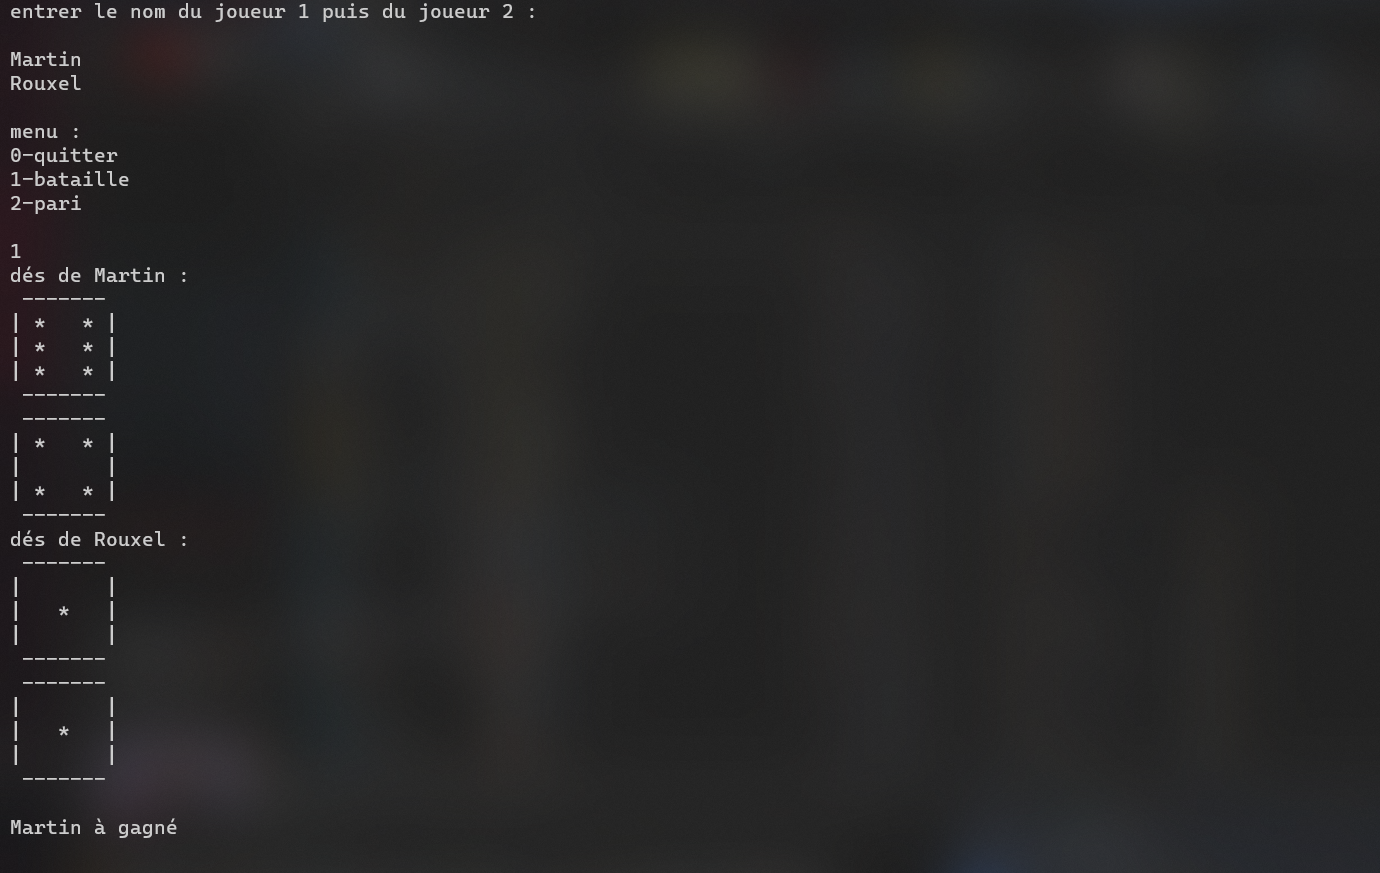 entrer le nom du joueur 1 puis du joueur 2 :
Martin
Rouxel
menu :
0-quitter
1-bataille
2-pari
1
dés de Martin :
 -------
| *   * |
| *   * |
| *   * |
 -------
 -------
| *   * |
|       |
| *   * |
 -------
dés de Rouxel :
 -------
|       |
|   *   |
|       |
 -------
 -------
|       |
|   *   |
|       |
 -------
Martin à gagné